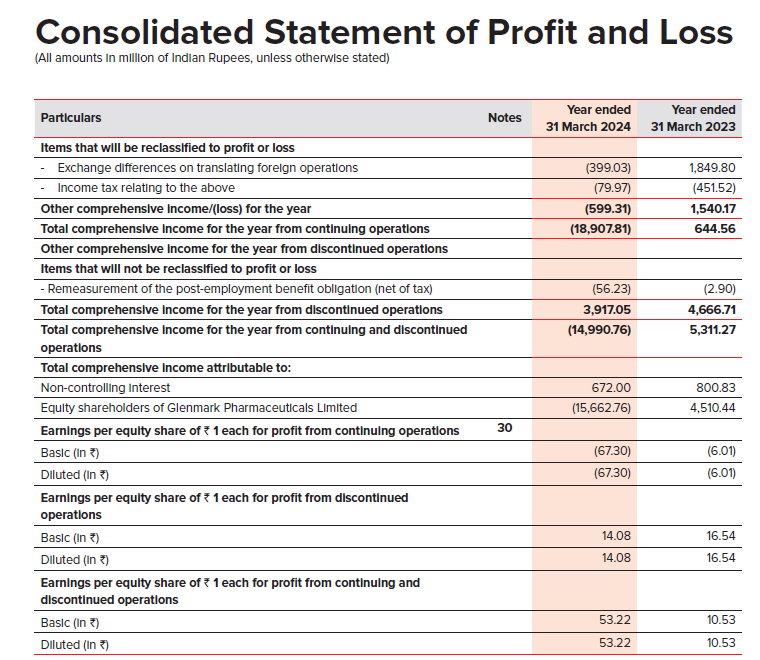 Consolidated Statement of Profit and Loss
(All amounts in million of Indian Rupees, unless otherwise stated)
Particulars Notes Year ended 31 March 2024 Year ended 31 March 2023
Items that will be reclassified to profit or loss
- Exchange differences on translating foreign operations (399.03) 1,849.80
- Income tax relating to the above (79.97) (451.52)
Other comprehensive income/(loss) for the year (599.31) 1,540.17
Total comprehensive income for the year from continuing operations (18,907.81) 644.56
Other comprehensive income for the year from discontinued operations
Items that will not be reclassified to profit or loss
- Remeasurement of the post-employment benefit obligation (net of tax) (56.23) (2.90)
Total comprehensive income for the year from discontinued operations 3,917.05 4,666.71
Total comprehensive income for the year from continuing and discontinued (14,990.76) 5,311.27
operations
Total comprehensive income attributable to:
Non-controlling interest 672.00 800.83
Equity shareholders of Glenmark Pharmaceuticals Limited (15,662.76) 4,510.44
Earnings per equity share of ₹ 1 each for profit from continuing operations 30
Basic (in ₹) (67.30) (6.01)
Diluted (in ₹) (67.30) (6.01)
Earnings per equity share of ₹ 1 each for profit from discontinued
operations
Basic (in ₹) 14.08 16.54
Diluted (in ₹) 14.08 16.54
Earnings per equity share of ₹ 1 each for profit from continuing and
discontinued operations
Basic (in ₹) 53.22 10.53
Diluted (in ₹) 53.22 10.53